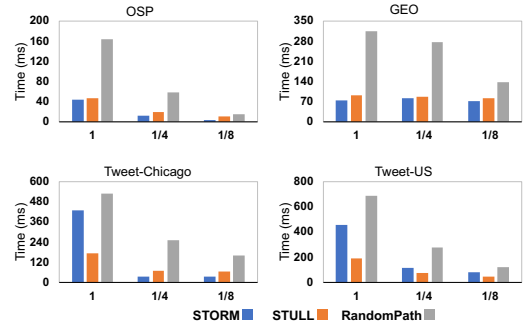 OSP
GEO
Time (ms)
200
160
120
80
40
0
1 1/4 1/8
Time (ms)
350
280
210
140
70
0
1 1/4 1/8
Tweet-Chicago
Tweet-US
Time (ms)
600
480
360
240
120
0
1 1/4 1/8
Time (ms)
800
600
400
200
0
1 1/4 1/8
STORM STULL RandomPath